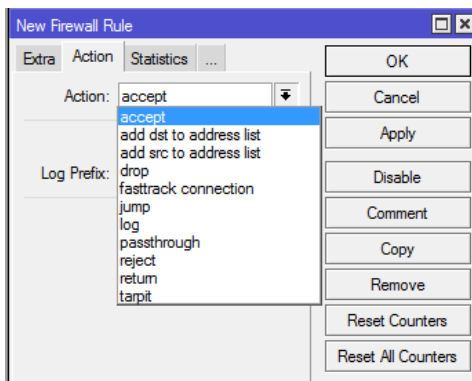 New Firewall Rule
Extra Action Statistics ...
Action: accept
accept
add dst to address list
add src to address list
drop
fasttrack connection
jump
log
passthrough
reject
return
tarpit
Log Prefix:
OK
Cancel
Apply
Disable
Comment
Copy
Remove
Reset Counters
Reset All Counters